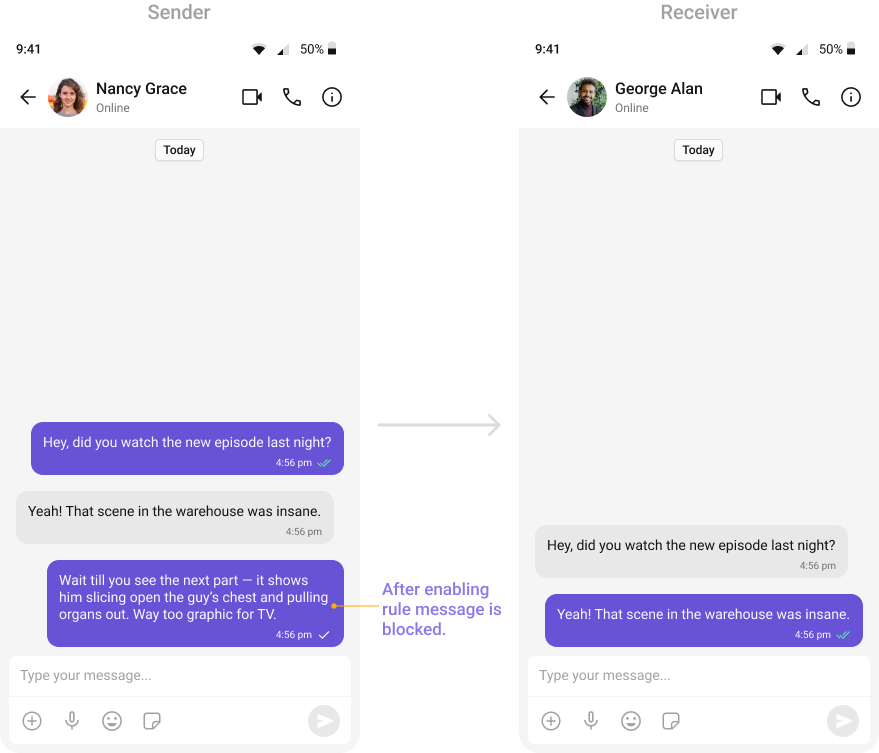 Sender
9:41
50%
Nancy Grace
Online
Today
Hey, did you watch the new episode last night?
4:56 pm
Yeah! That scene in the warehouse was insane.
4:56 pm
Wait till you see the next part — it shows
him slicing open the guy’s chest and pulling
organs out. Way too graphic for TV.
4:56 pm
Type your message...
After enabling
rule message is
blocked.
Receiver
9:41
50%
George Alan
Online
Today
Hey, did you watch the new episode last night?
4:56 pm
Yeah! That scene in the warehouse was insane.
4:56 pm
Type your message...